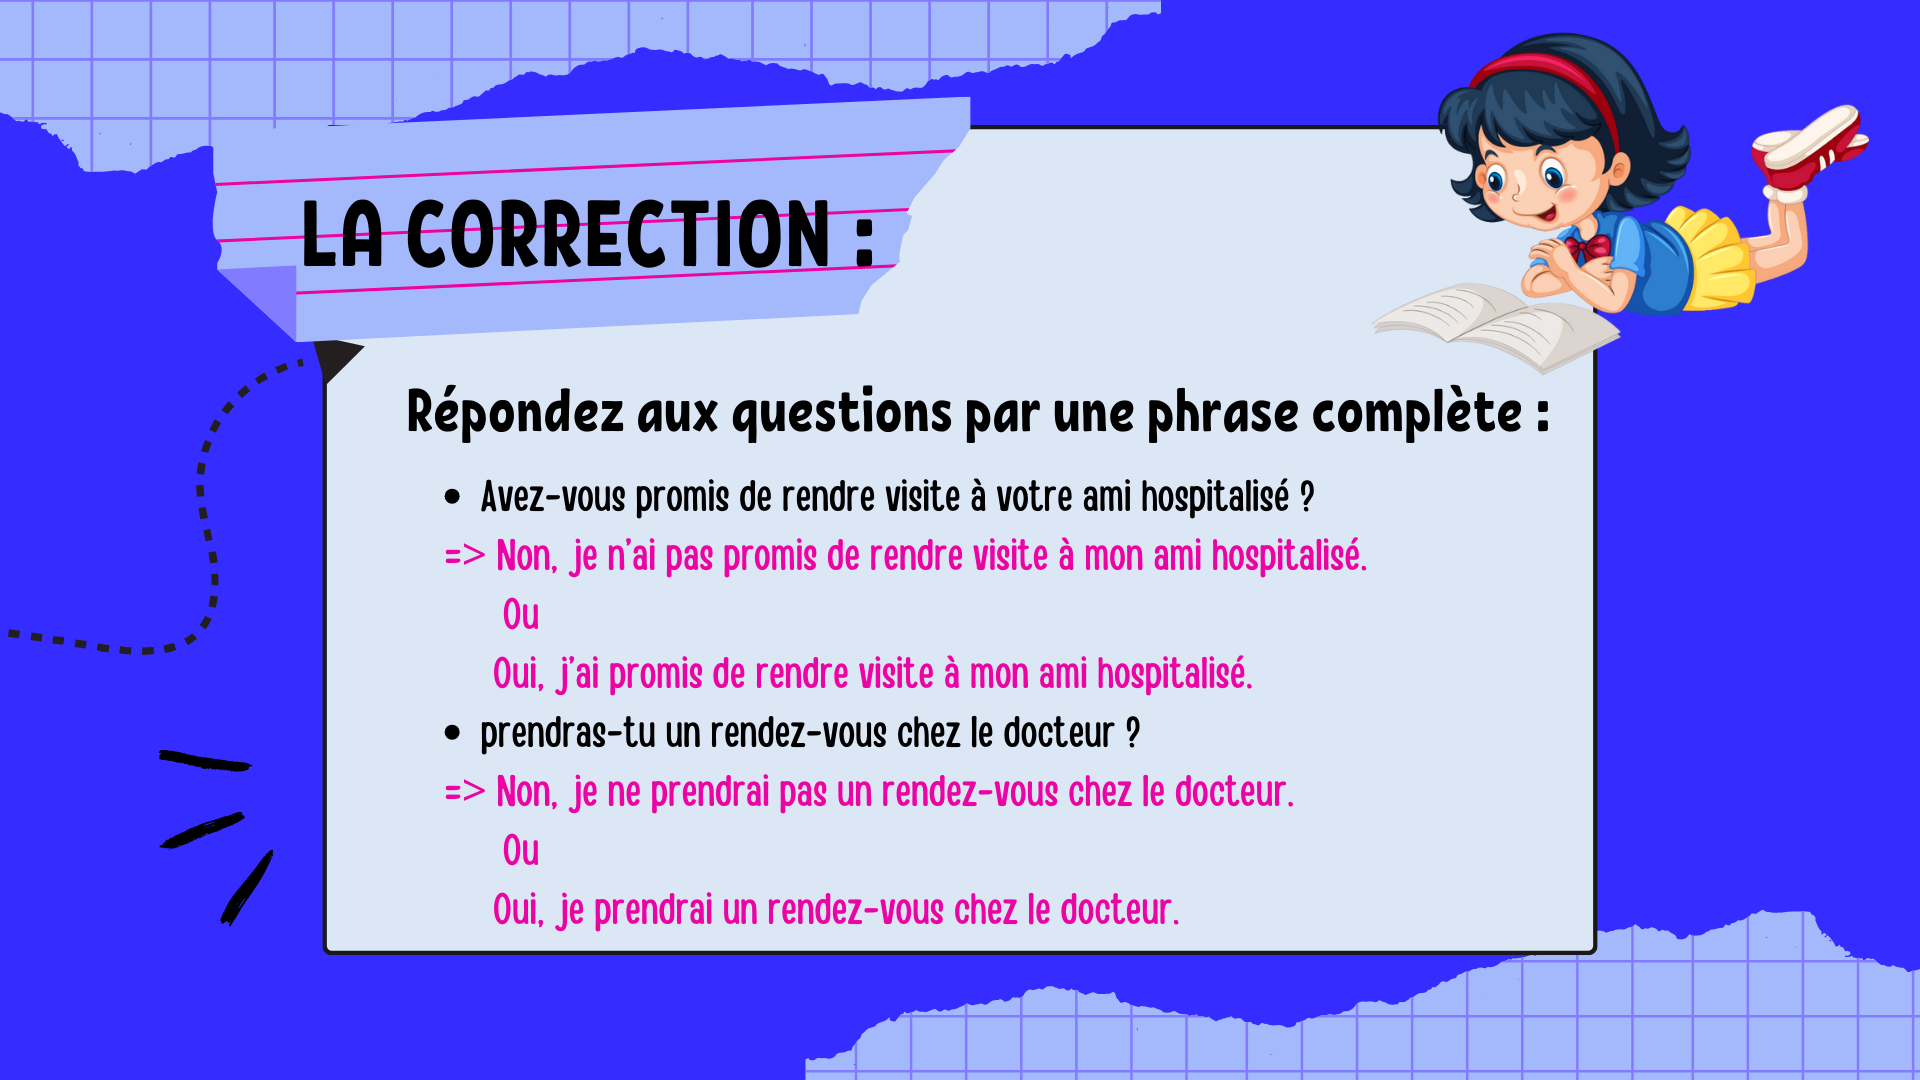 LA CORRECTION :
Répondez aux questions par une phrase complète :
• Avez-vous promis de rendre visite à votre ami hospitalisé ?
=> Non, je n'ai pas promis de rendre visite à mon ami hospitalisé.
Ou
Oui, j'ai promis de rendre visite à mon ami hospitalisé.
• prendras-tu un rendez-vous chez le docteur ?
=> Non, je ne prendrai pas un rendez-vous chez le docteur.
Ou
Oui, je prendrai un rendez-vous chez le docteur.